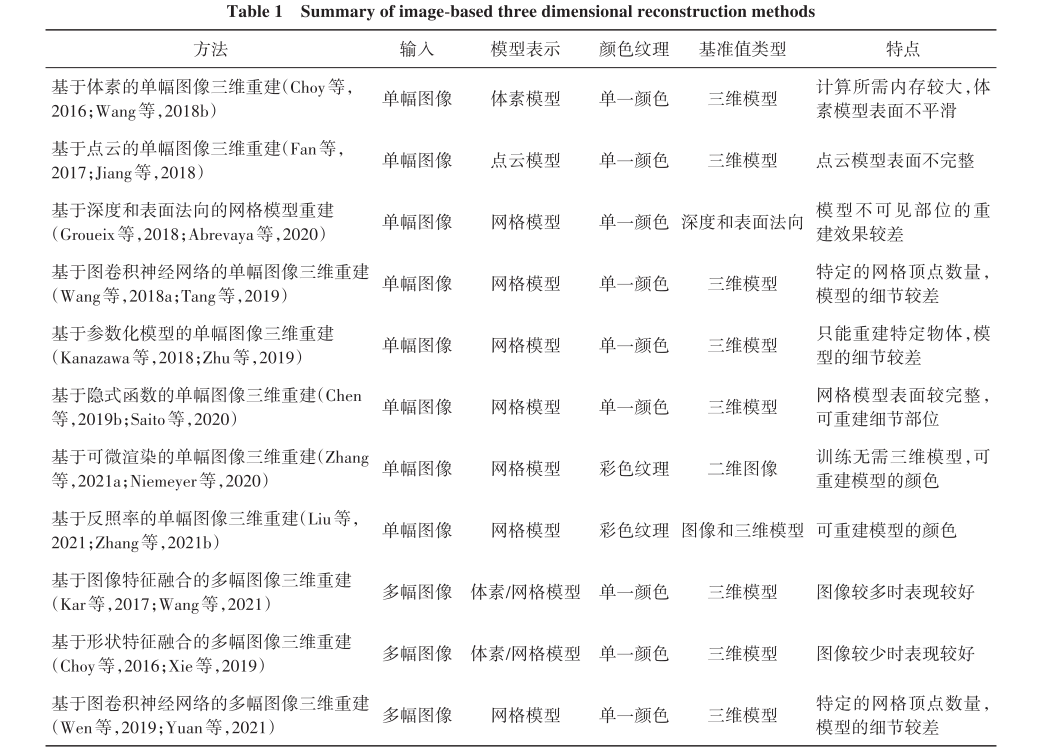 Table 1 Summary of image-based three dimensional reconstruction methods
方法 输入 模型表示 颜色纹理 基准值类型 特点
基于体素的单幅图像三维重建(Choy等, 计算所需内存较大,体
单幅图像 体素模型 单一颜色 三维模型
2016;Wang等,2018b) 素模型表面不平滑
基于点云的单幅图像三维重建(Fan等,
单幅图像 点云模型 单一颜色 三维模型 点云模型表面不完整
2017;Jiang等,2018)
基于深度和表面法向的网格模型重建 模型不可见部位的重
单幅图像 网格模型 单一颜色 深度和表面法向
(Groueix等,2018;Abrevaya等,2020) 建效果较差
基于图卷积神经网络的单幅图像三维重建 特定的网格顶点数量,
单幅图像 网格模型 单一颜色 三维模型
(Wang等,2018a;Tang等,2019) 模型的细节较差
基于参数化模型的单幅图像三维重建 只能重建特定物体,模
单幅图像 网格模型 单一颜色 三维模型
(Kanazawa等,2018;Zhu等,2019) 型的细节较差
基于隐式函数的单幅图像三维重建(Chen 网格模型表面较完整,
单幅图像 网格模型 单一颜色 三维模型
等,2019b;Saito等,2020) 可重建细节部位
基于可微渲染的单幅图像三维重建(Zhang 训练无需三维模型,可
单幅图像 网格模型 彩色纹理 二维图像
等,2021a;Niemeyer等,2020) 重建模型的颜色
基于反照率的单幅图像三维重建(Liu等,
单幅图像 网格模型 彩色纹理 图像和三维模型 可重建模型的颜色
2021;Zhang等,2021b)
基于图像特征融合的多幅图像三维重建
多幅图像 体素/网格模型 单一颜色 三维模型 图像较多时表现较好
(Kar等,2017;Wang等,2021)
基于形状特征融合的多幅图像三维重建
多幅图像 体素/网格模型 单一颜色 三维模型 图像较少时表现较好
(Choy等,2016;Xie等,2019)
基于图卷积神经网络的多幅图像三维重建 特定的网格顶点数量,
多幅图像 网格模型 单一颜色 三维模型
(Wen等,2019;Yuan等,2021) 模型的细节较差